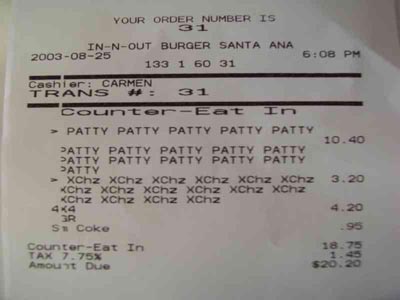 YOUR ORDER NUMBER IS
31
IN-N-OUT BURGER SANTA ANA
2003-08-25 6:08 PM
133 1 60 31
Cashier: CARMEN
TRANS #: 31
Counter-Eat In
> PATTY PATTY PATTY PATTY PATTY
10.40
PATTY PATTY PATTY PATTY PATTY
PATTY PATTY PATTY PATTY PATTY
PATTY
> XChz XChz XChz XChz XChz XChz 3.20
XChz XChz XChz XChz XChz XChz
XChz XChz XChz XChz
4x4 4.20
GR
Sm Coke .95
Counter-Eat In 18.75
TAX 7.75% 1.45
Amount Due $20.20